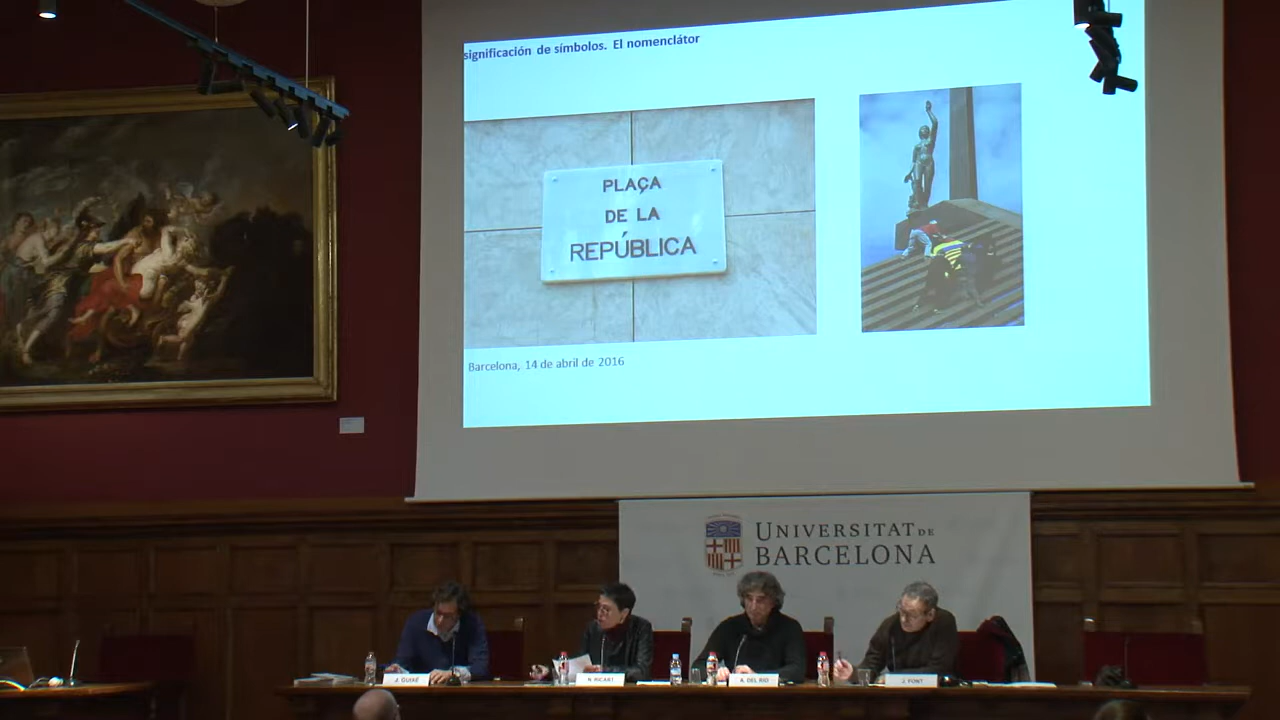 significación de símbolos. El nomenclátor
PLAÇA
DE LA
REPÚBLICA
Barcelona, 14 de abril de 2016
UNIVERSITAT DE
BARCELONA
J. GUIXÉ
N. RICART
A. DEL RÍO
J. FONT